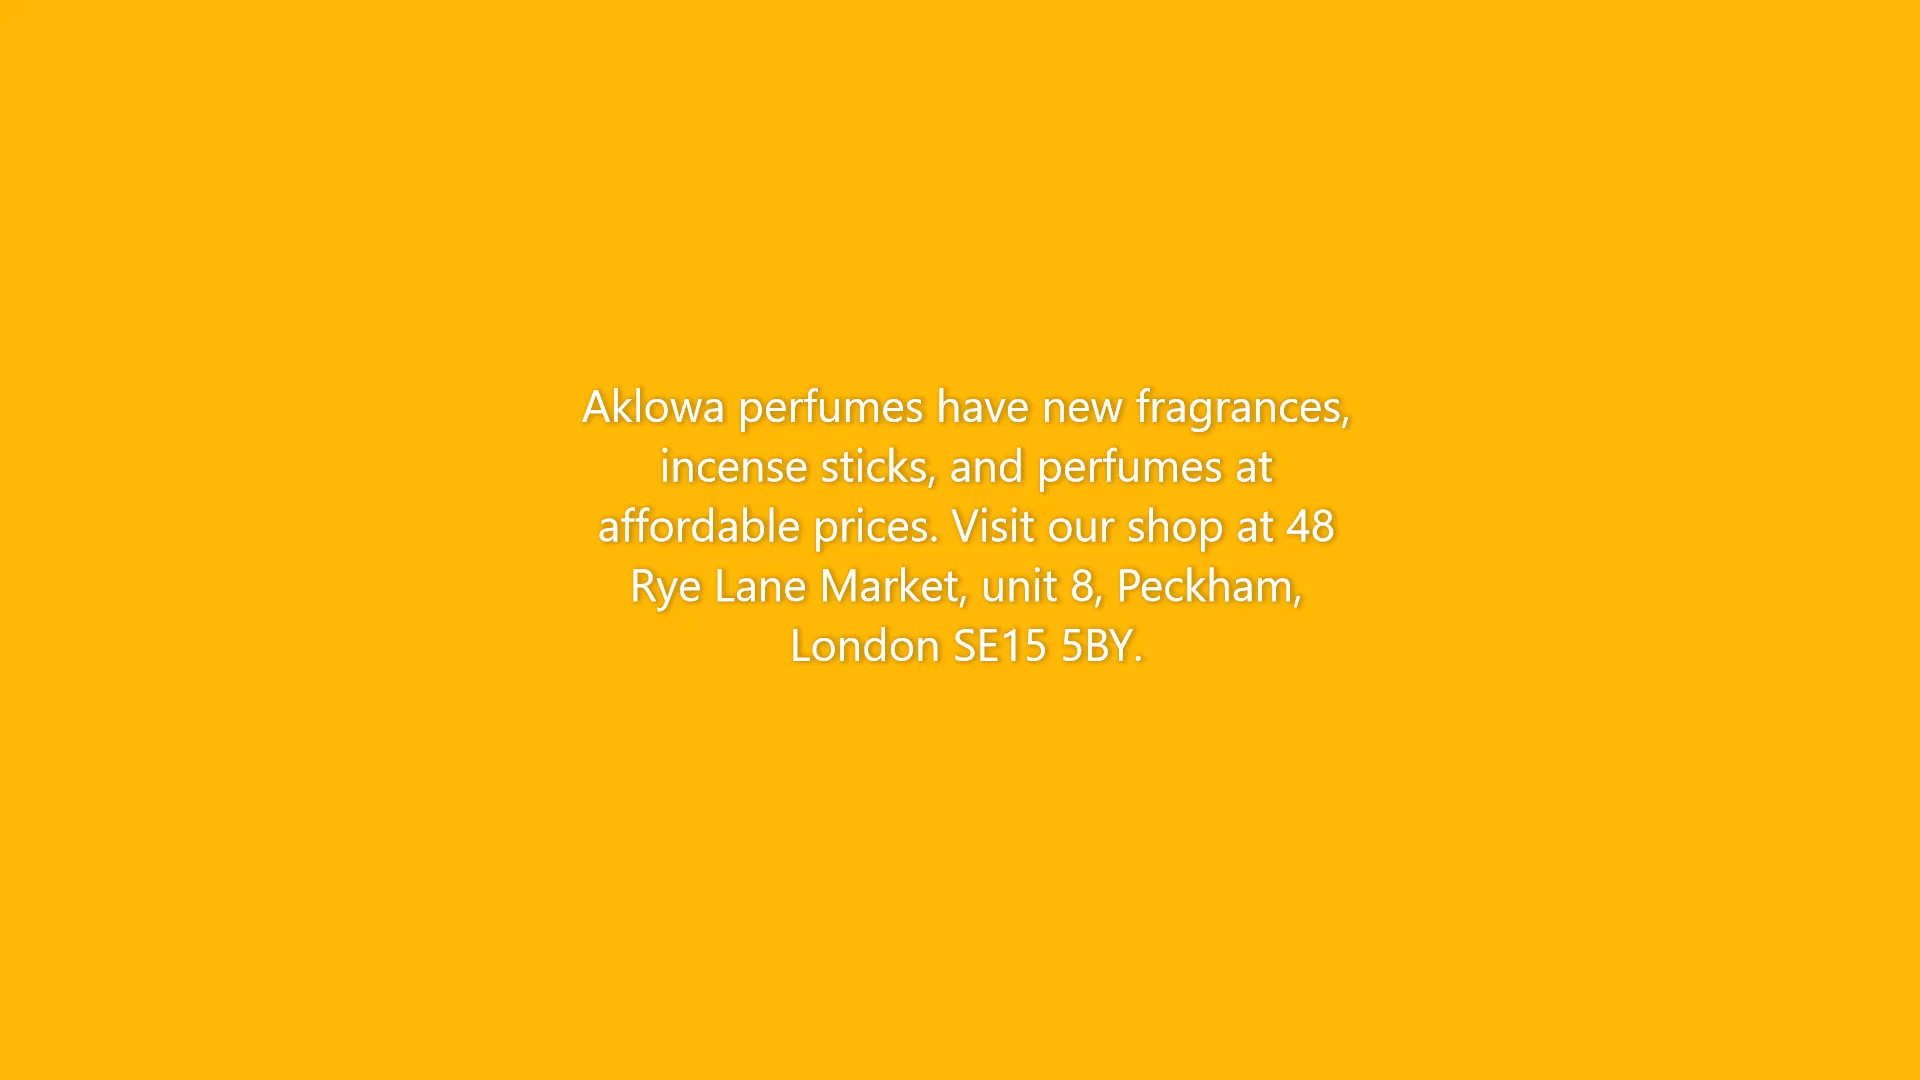 Aklowa perfumes have new fragrances,
incense sticks, and perfumes at
affordable prices. Visit our shop at 48
Rye Lane Market, unit 8, Peckham,
London SE15 5BY.